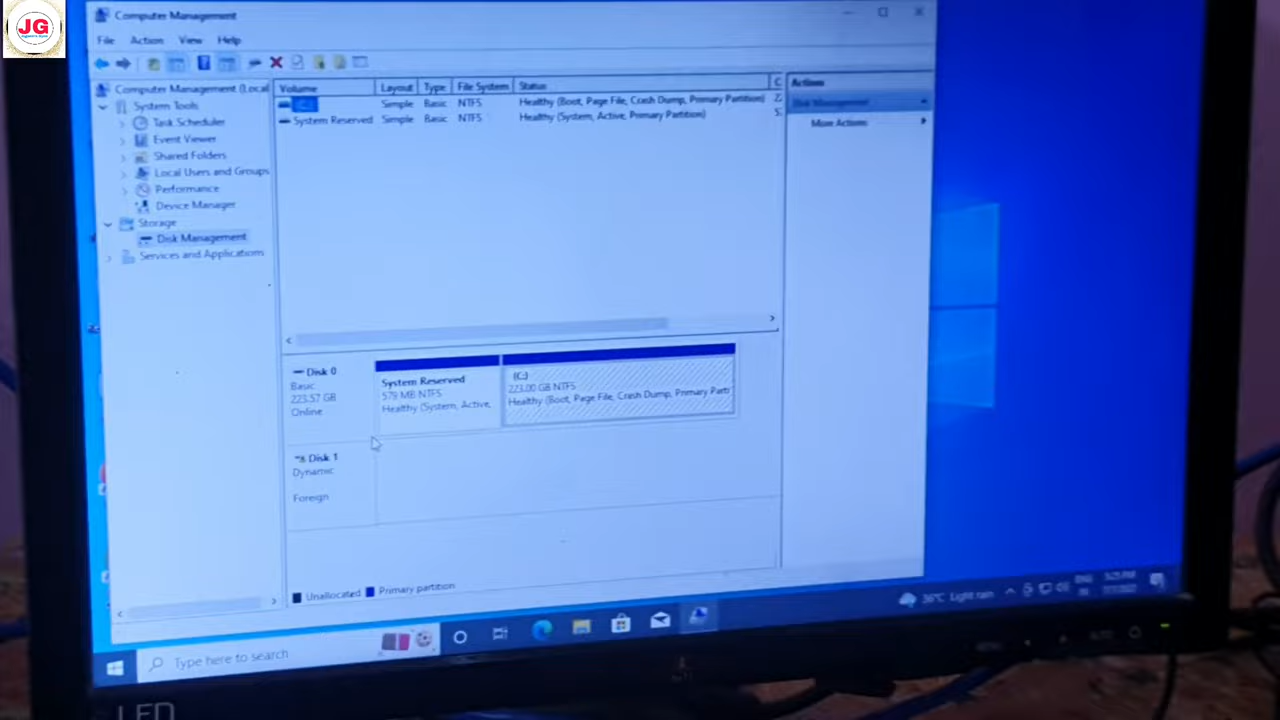 JG
Computer Management
File Action View Help
Computer Management (Local
System Tools
Task Scheduler
Event Viewer
Shared Folders
Local Users and Groups
Performance
Device Manager
Storage
Disk Management
Services and Applications
Volume Layout Type File System Status C
Simple Basic NTFS Healthy (Boot, Page File, Crash Dump, Primary Partition)
System Reserved Simple Basic NTFS Healthy (System, Active, Primary Partition)
Actions
Disk Management
More Actions
Disk 0
Basic
223.57 GB
Online
System Reserved
579 MB NTFS
Healthy (System, Active,
(C:)
223.00 GB NTFS
Healthy (Boot, Page File, Crash Dump, Primary Parti
Disk 1
Dynamic
Foreign
Unallocated Primary partition
Type here to search
36°C Light rain
ENG
LED